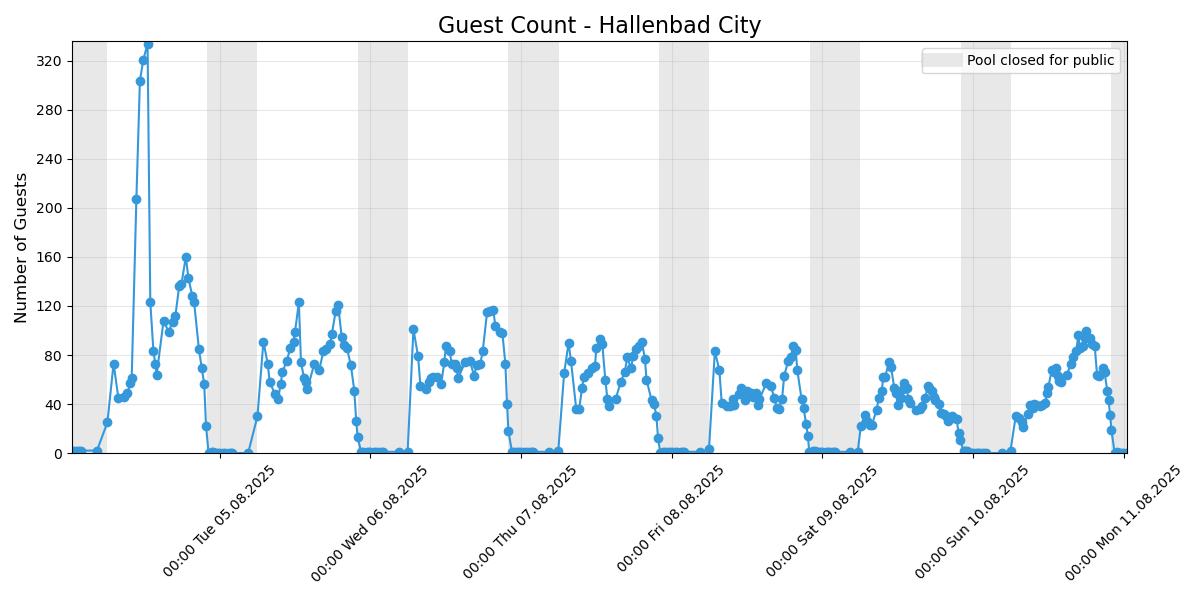 Guest Count - Hallenbad City
Pool closed for public
Number of Guests
320
280
240
200
160
120
80
40
0
00:00 Tue 05.08.2025
00:00 Wed 06.08.2025
00:00 Thu 07.08.2025
00:00 Fri 08.08.2025
00:00 Sat 09.08.2025
00:00 Sun 10.08.2025
00:00 Mon 11.08.2025